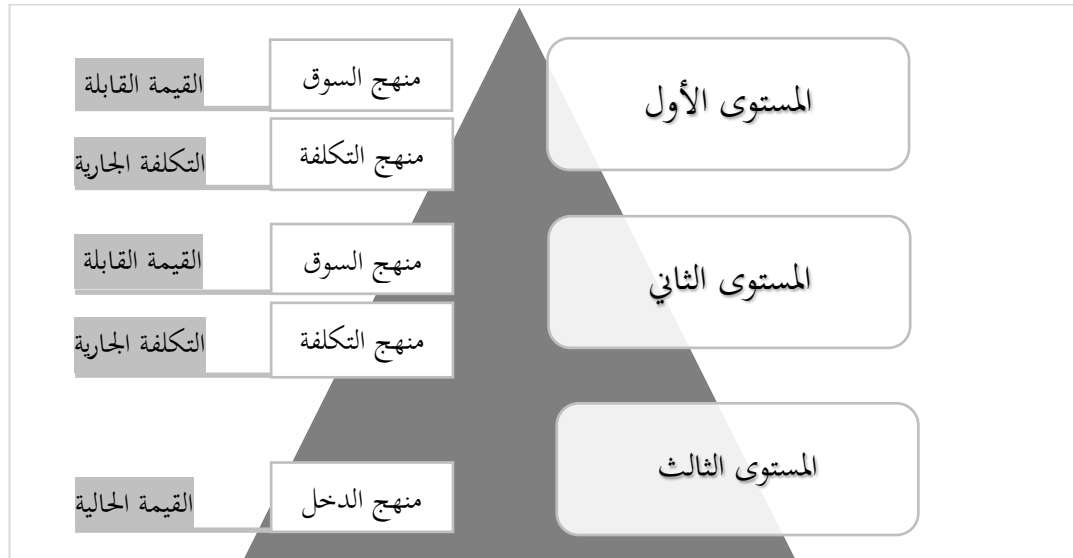 المستوى الأول
منهج السوق
القيمة القابلة
منهج التكلفة
التكلفة الجارية
المستوى الثاني
منهج السوق
القيمة القابلة
منهج التكلفة
التكلفة الجارية
المستوى الثالث
منهج الدخل
القيمة الحالية